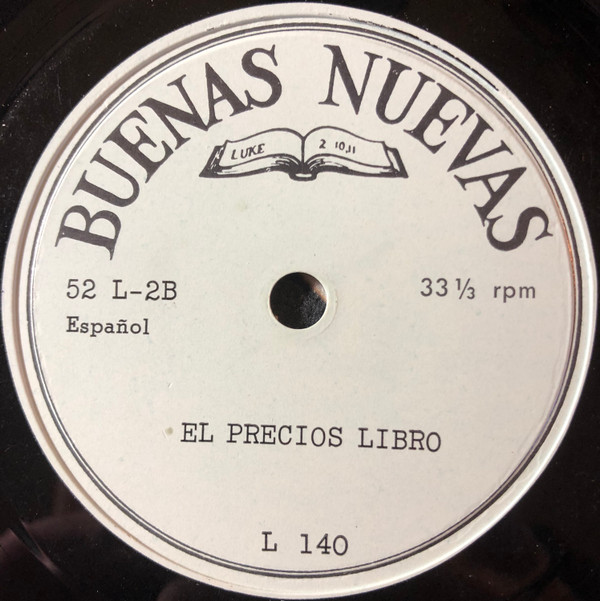 BUENAS NUEVAS
LUKE 2 10,11
52 L-2B
33⅓ rpm
Español
EL PRECIOS LIBRO
L 140